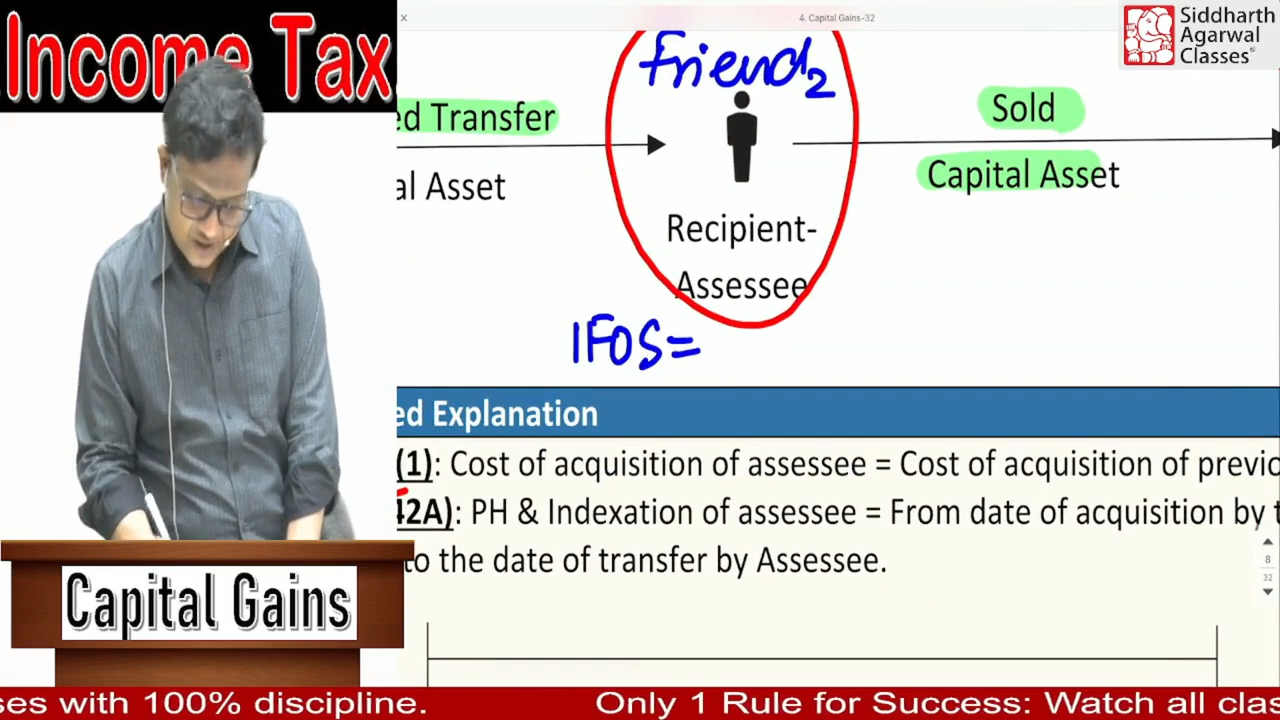 Income Tax
4. Capital Gains-32
Siddharth
Agarwal
Classes
Friend2
ed Transfer
al Asset
Sold
Capital Asset
Recipient-
Assessee
IFOS=
ed Explanation
(1): Cost of acquisition of assessee = Cost of acquisition of previo
42A): PH & Indexation of assessee = From date of acquisition by t
to the date of transfer by Assessee.
8
32
Capital Gains
ses with 100% discipline.
Only 1 Rule for Success: Watch all clas